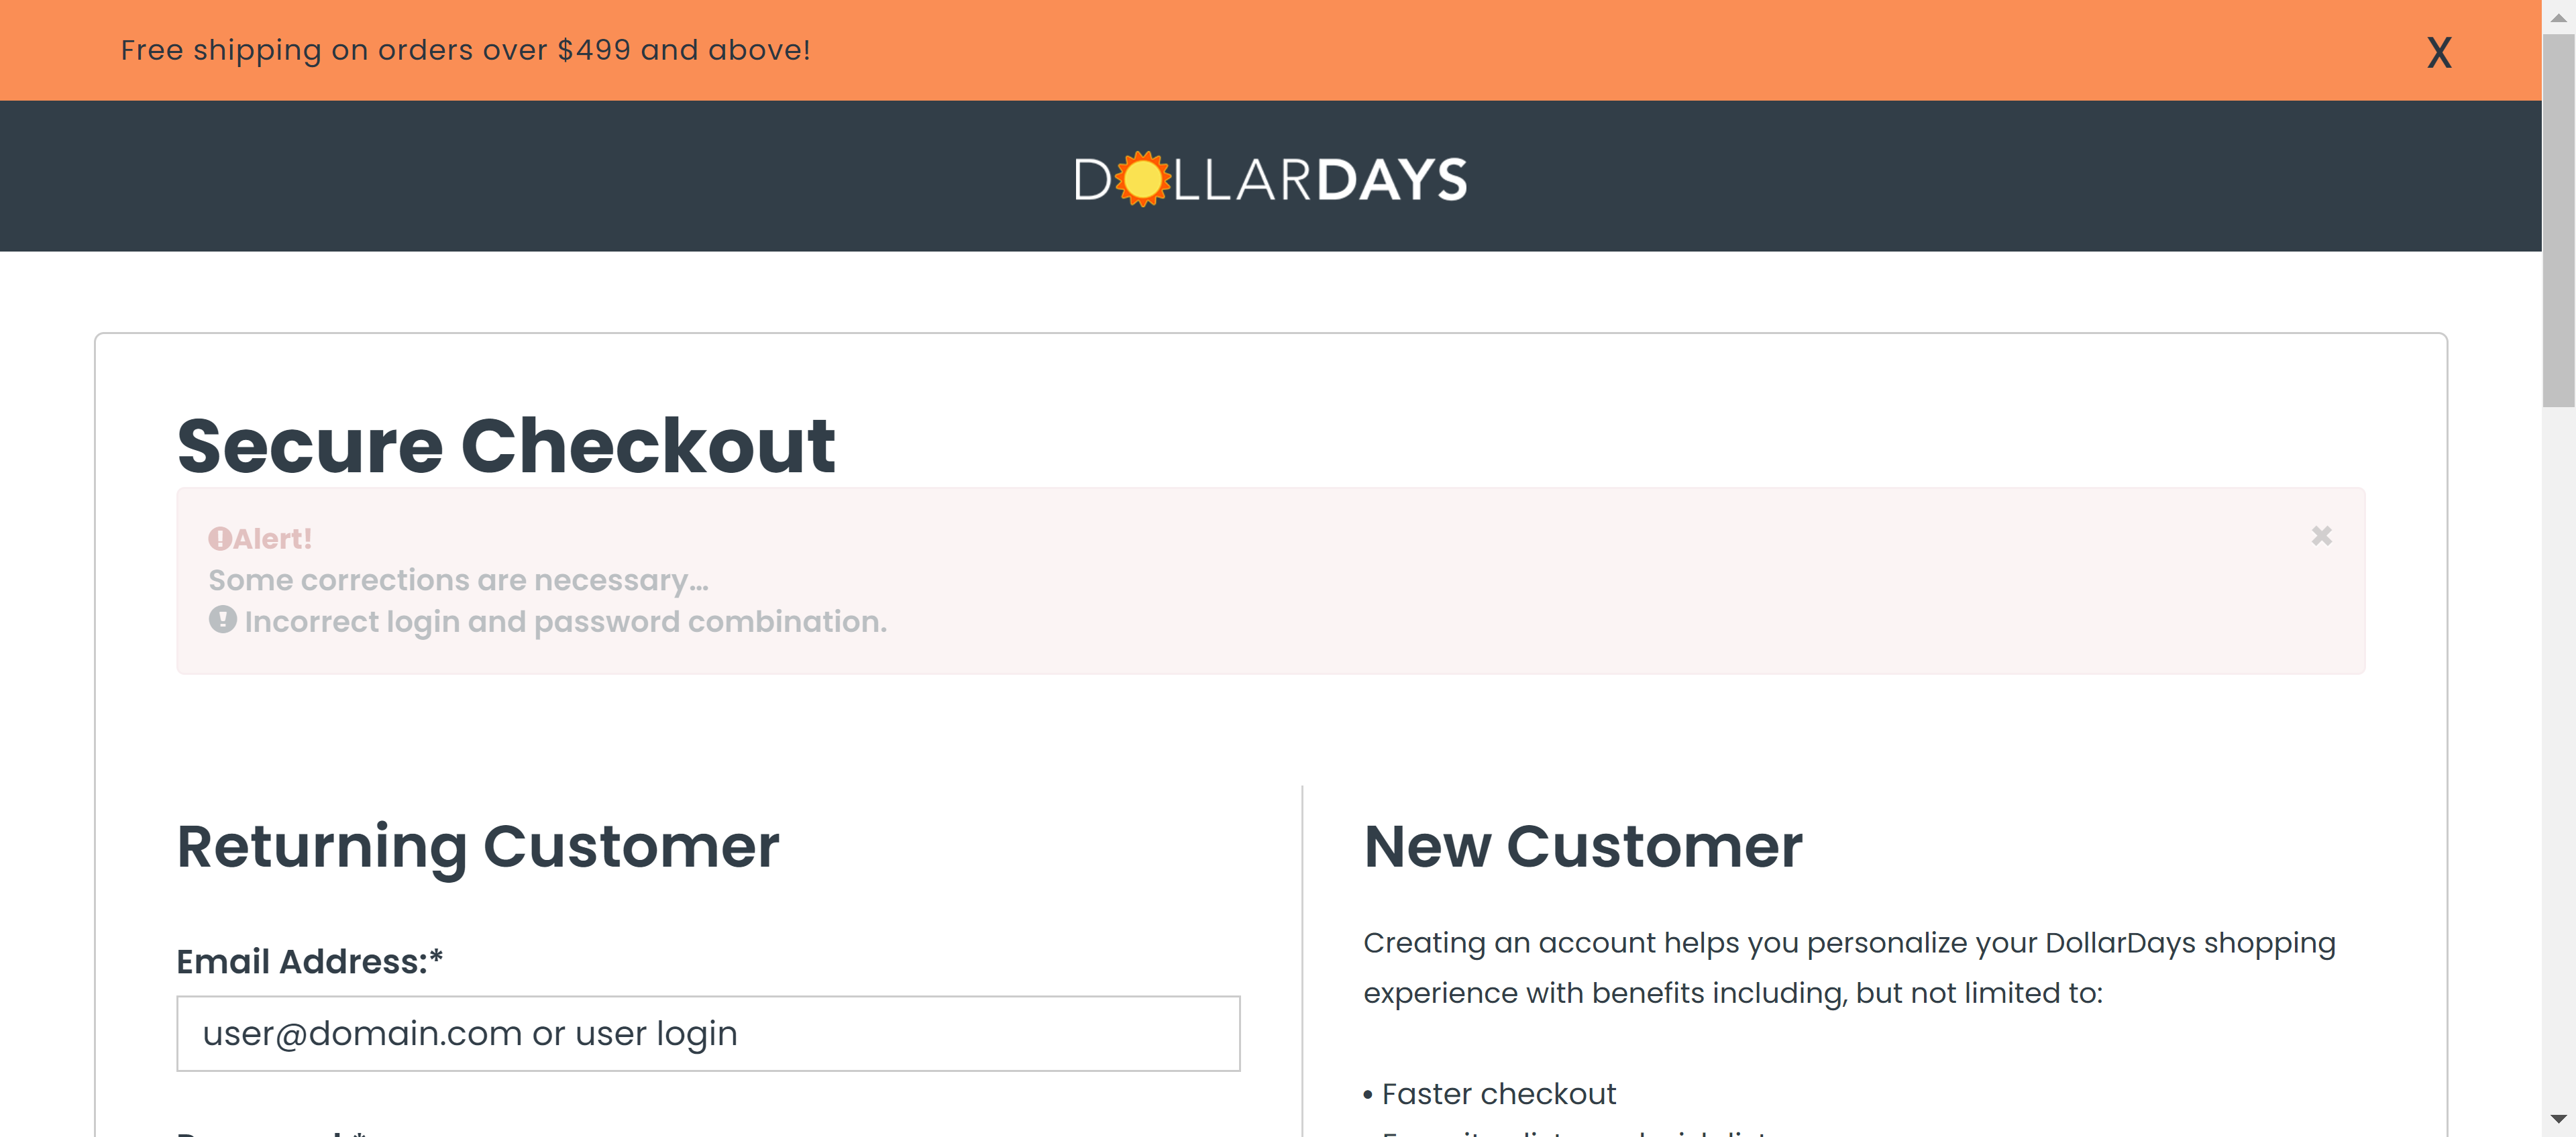 Free shipping on orders over $499 and above!
X
DOLLARDAYS
Secure Checkout
Alert!
Some corrections are necessary...
Incorrect login and password combination.
Returning Customer
Email Address:*
user@domain.com or user login
New Customer
Creating an account helps you personalize your DollarDays shopping
experience with benefits including, but not limited to:
• Faster checkout